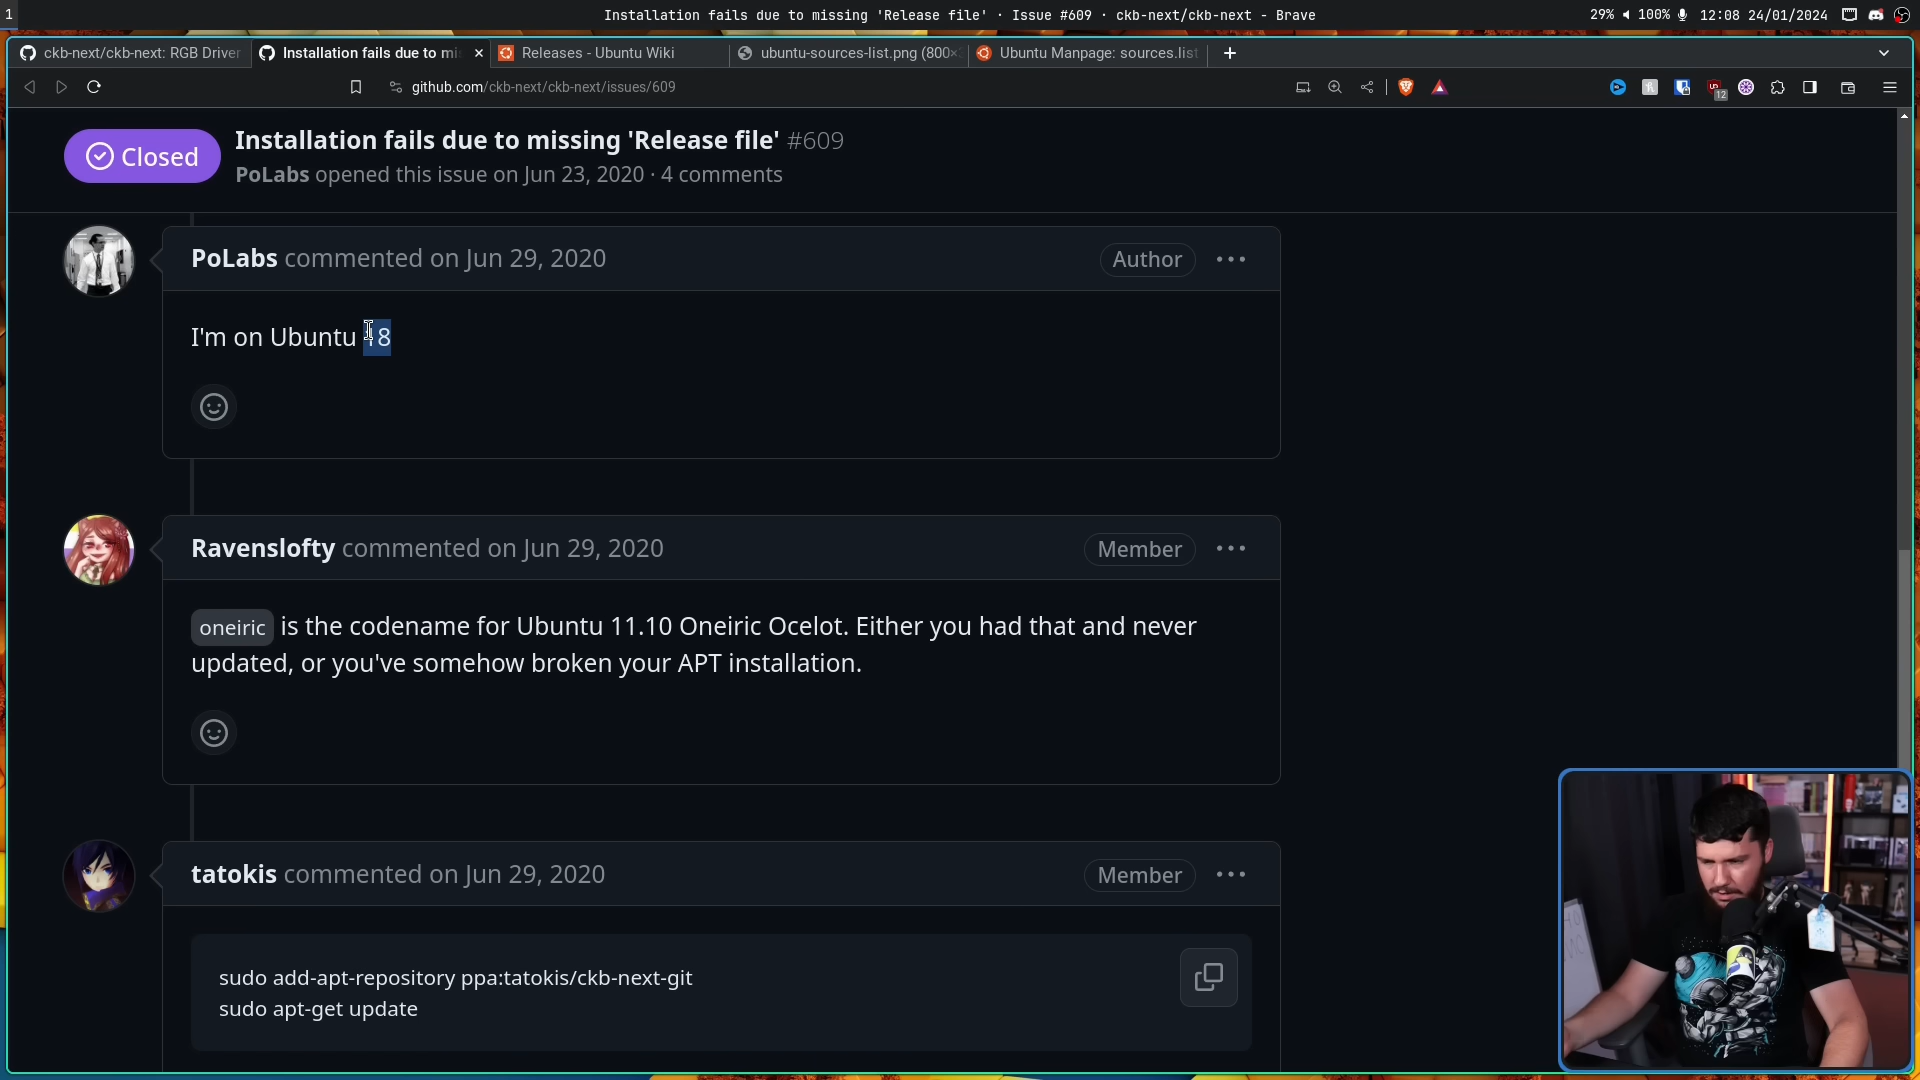 1
Installation fails due to missing 'Release file' · Issue #609 · ckb-next/ckb-next - Brave
29%
100%
12:08 24/01/2024
ckb-next/ckb-next: RGB Driver
Installation fails due to mi
Releases - Ubuntu Wiki
ubuntu-sources-list.png (800×
Ubuntu Manpage: sources.list
github.com/ckb-next/ckb-next/issues/609
12
Closed
Installation fails due to missing 'Release file' #609
PoLabs opened this issue on Jun 23, 2020 · 4 comments
PoLabs commented on Jun 29, 2020
Author
I'm on Ubuntu 18
Ravenslofty commented on Jun 29, 2020
Member
oneiric is the codename for Ubuntu 11.10 Oneiric Ocelot. Either you had that and never
updated, or you've somehow broken your APT installation.
tatokis commented on Jun 29, 2020
Member
sudo add-apt-repository ppa:tatokis/ckb-next-git
sudo apt-get update